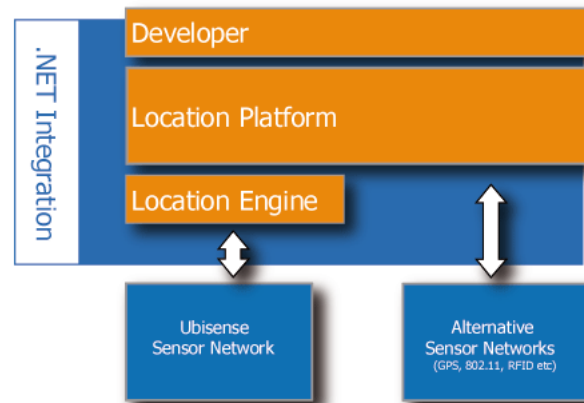 .NET Integration
Developer
Location Platform
Location Engine
Ubisense
Sensor Network
Alternative
Sensor Networks
(GPS, 802.11, RFID etc)